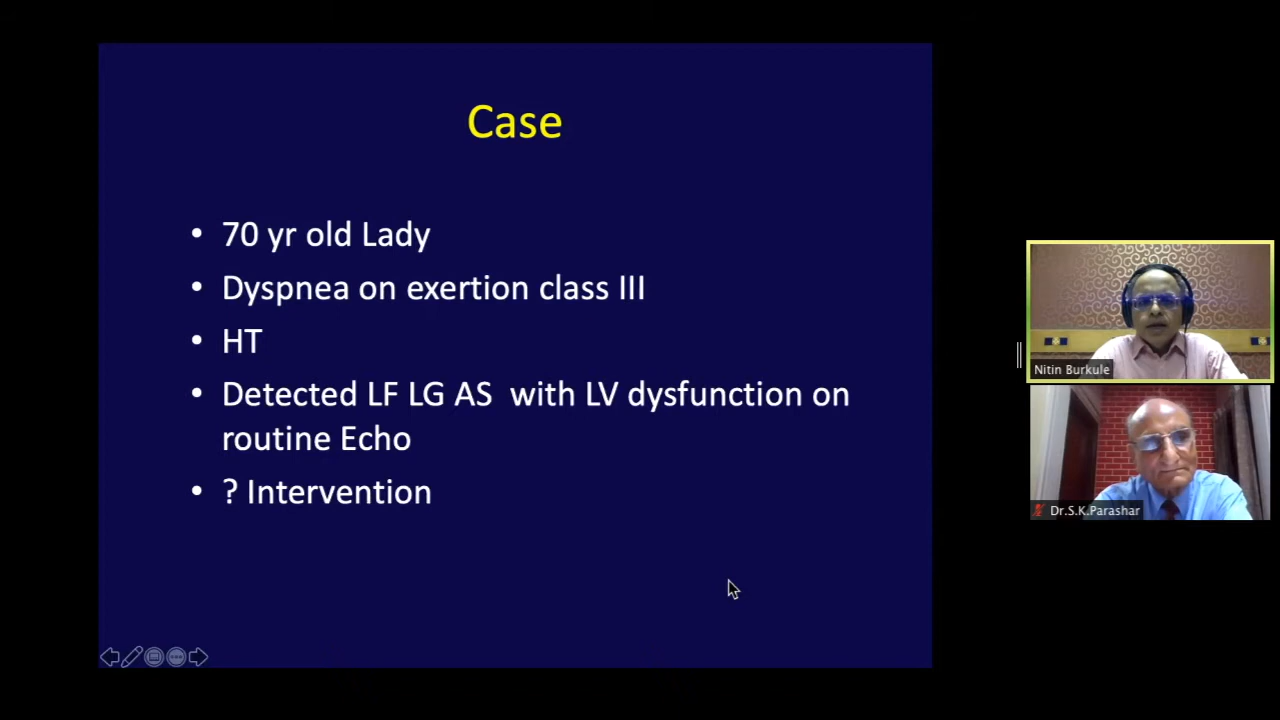 Case
• 70 yr old Lady
• Dyspnea on exertion class III
• HT
• Detected LF LG AS with LV dysfunction on
routine Echo
• ? Intervention
Nitin Burkule
Dr.S.K.Parashar